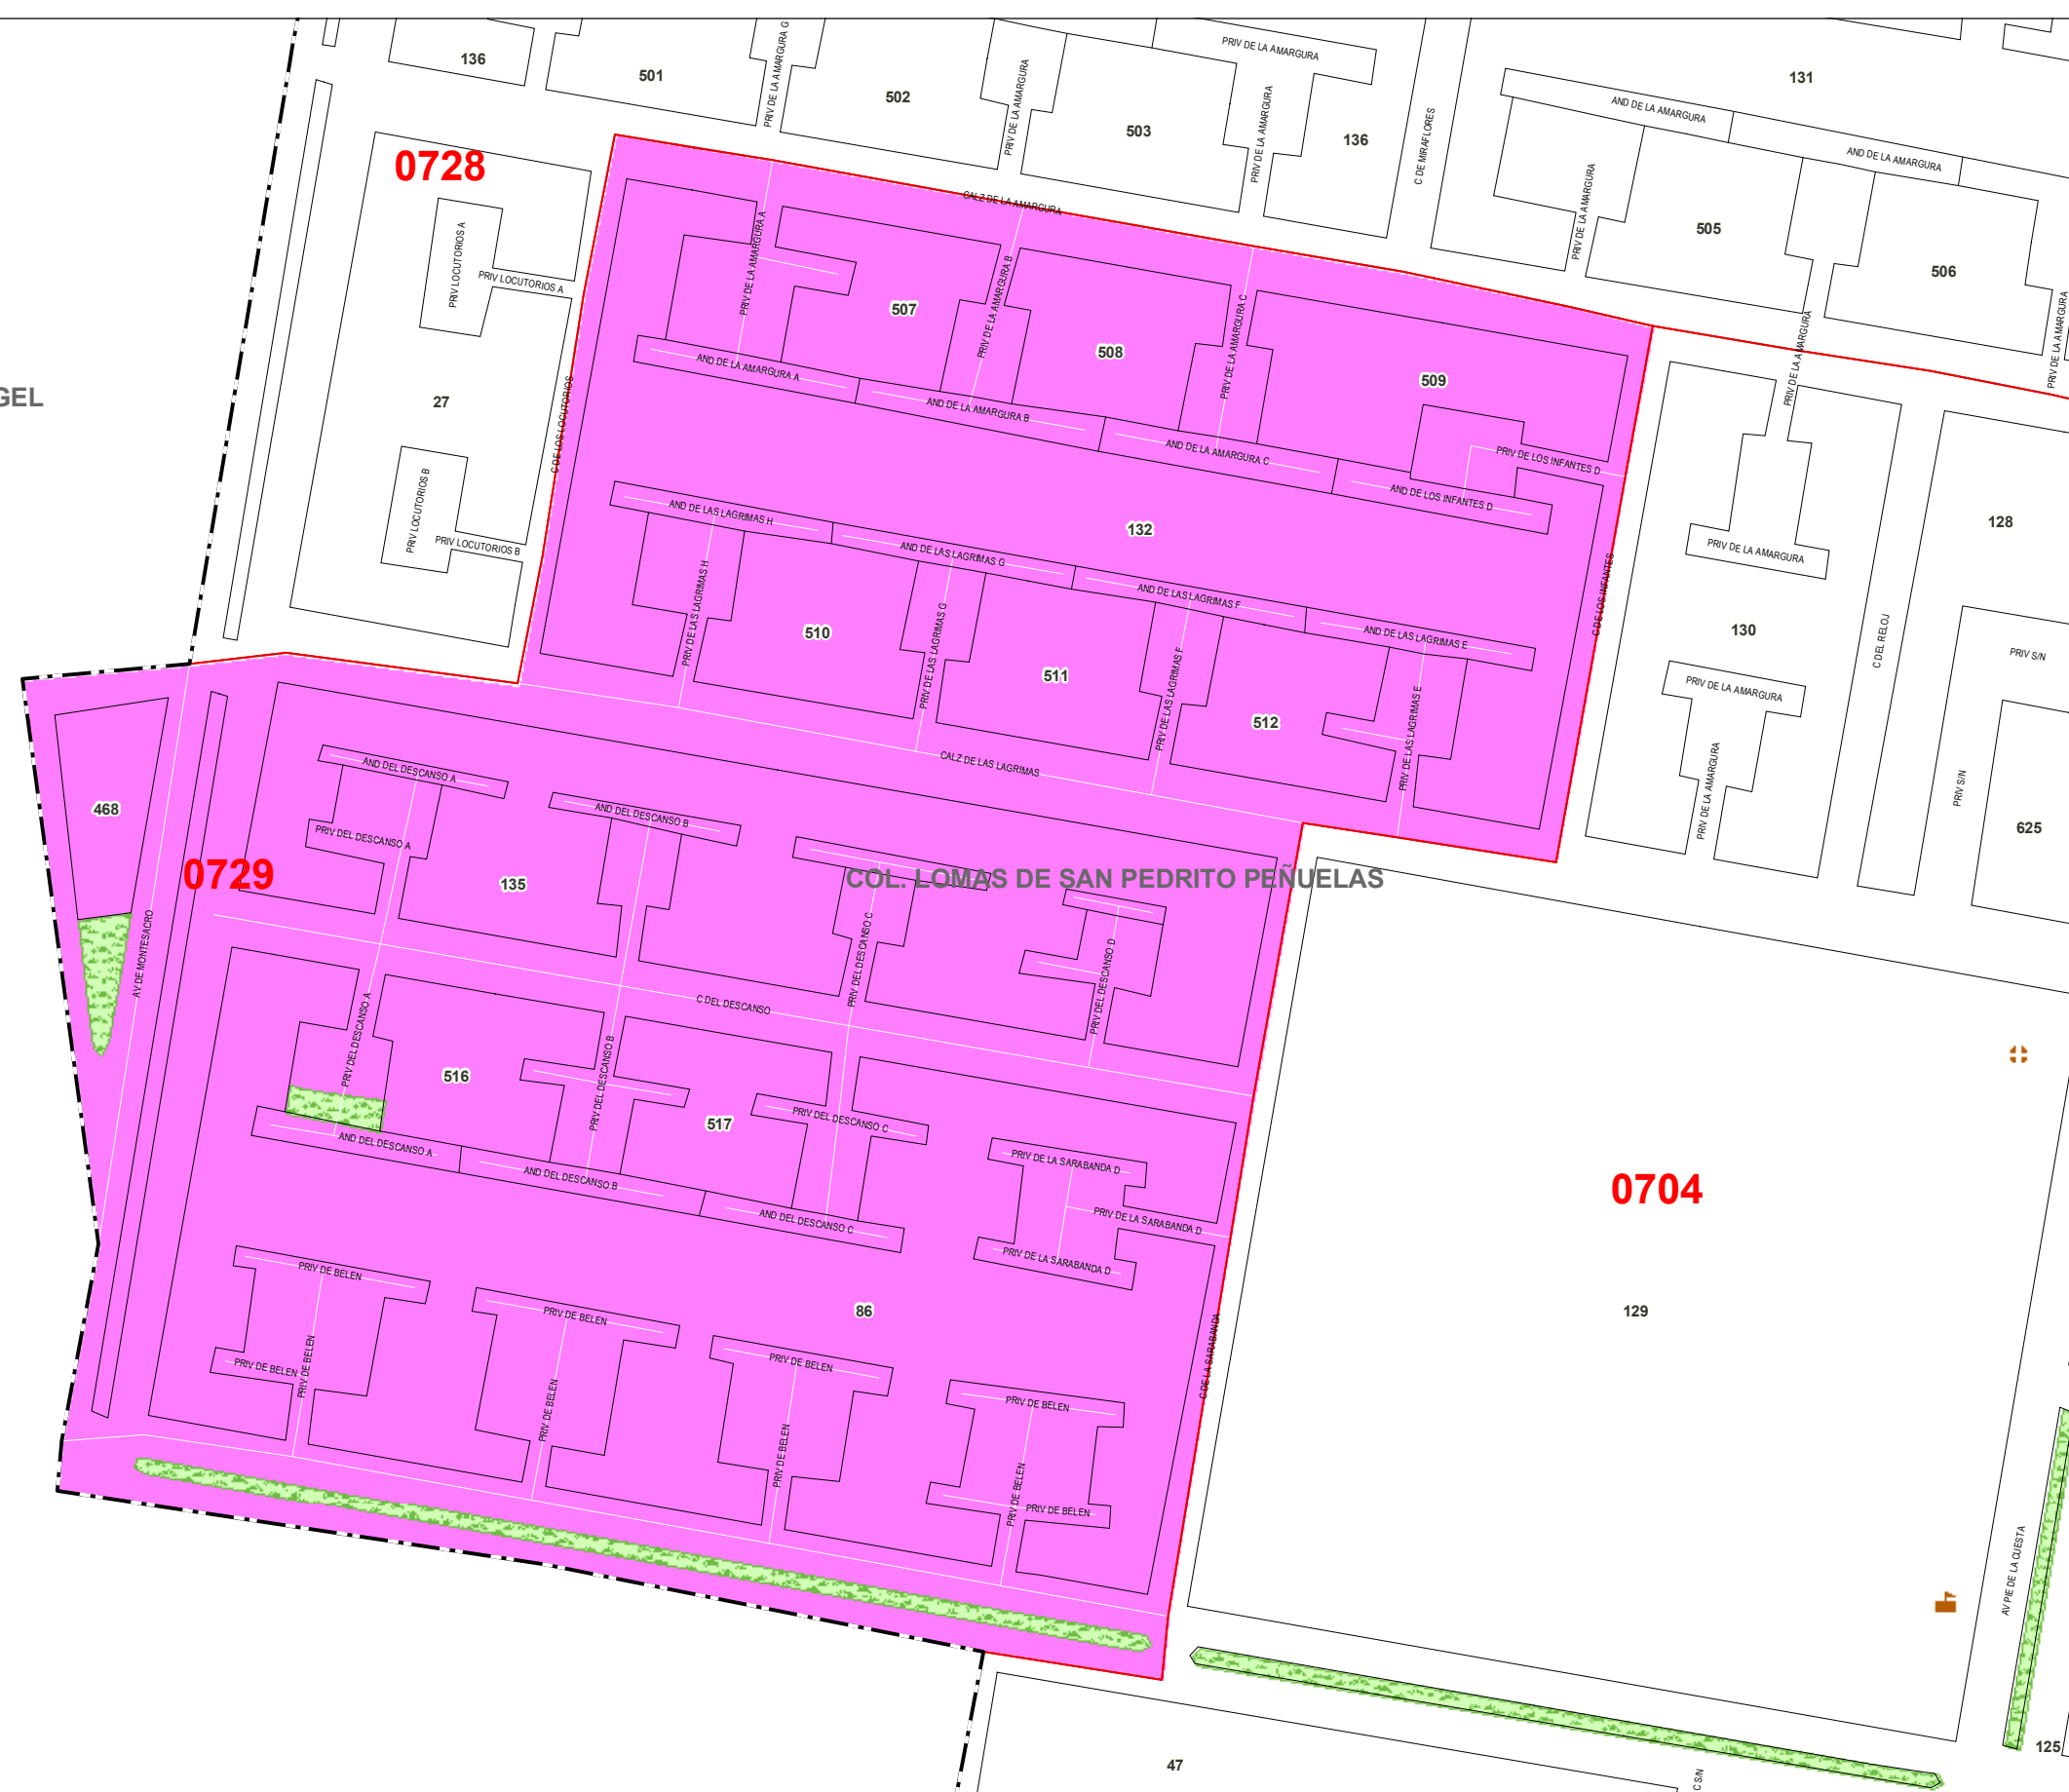 136
501
PRIV DE LA AMARGURA G
502
PRIV DE LA AMARGURA
503
PRIV DE LA AMARGURA
PRIV DE LA AMARGURA
136
C DE MIRAFLORES
131
AND DE LA AMARGURA
AND DE LA AMARGURA
PRIV DE LA AMARGURA
505
506
PRIV DE LA AMARGURA
PRIV DE LA AMARGURA
0728
PRIV LOCUTORIOS A
PRIV LOCUTORIOS A
27
PRIV LOCUTORIOS B
PRIV LOCUTORIOS B
C DE LOS LOCUTORIOS
GEL
CALZ DE LA AMARGURA
PRIV DE LA AMARGURA A
507
PRIV DE LA AMARGURA B
508
PRIV DE LA AMARGURA C
509
AND DE LA AMARGURA A
AND DE LA AMARGURA B
AND DE LA AMARGURA C
PRIV DE LOS INFANTES D
AND DE LOS INFANTES D
132
AND DE LAS LAGRIMAS H
AND DE LAS LAGRIMAS G
AND DE LAS LAGRIMAS F
AND DE LAS LAGRIMAS E
PRIV DE LAS LAGRIMAS H
510
PRIV DE LAS LAGRIMAS G
511
PRIV DE LAS LAGRIMAS F
512
PRIV DE LAS LAGRIMAS E
C DE LOS INFANTES
CALZ DE LAS LAGRIMAS
PRIV DE LA AMARGURA
130
PRIV DE LA AMARGURA
PRIV DE LA AMARGURA
C DEL RELOJ
128
PRIV S/N
PRIV S/N
625
468
0729
AV DE MONTESACRO
AND DEL DESCANSO A
PRIV DEL DESCANSO A
AND DEL DESCANSO B
135
COL. LOMAS DE SAN PEDRITO PEÑUELAS
PRIV DEL DESCANSO C
PRIV DEL DESCANSO D
C DEL DESCANSO
PRIV DEL DESCANSO A
516
PRIV DEL DESCANSO B
517
PRIV DEL DESCANSO C
AND DEL DESCANSO A
AND DEL DESCANSO B
AND DEL DESCANSO C
PRIV DE LA SARABANDA D
PRIV DE LA SARABANDA D
PRIV DE LA SARABANDA D
0704
129
86
C DE LA SARABANDA
PRIV DE BELEN
PRIV DE BELEN
PRIV DE BELEN
PRIV DE BELEN
PRIV DE BELEN
PRIV DE BELEN
PRIV DE BELEN
PRIV DE BELEN
PRIV DE BELEN
PRIV DE BELEN
AV PIE DE LA CUESTA
47
C S/N
125